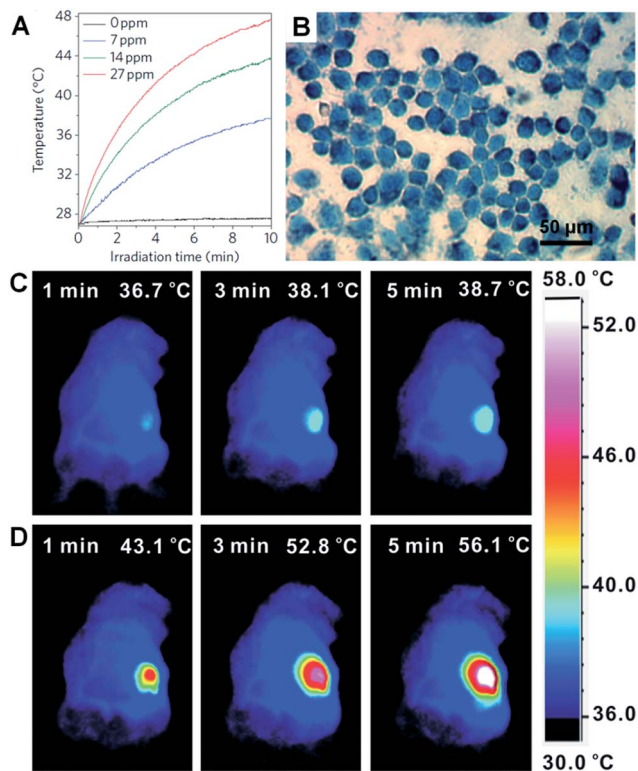 A
48
44
40
36
32
28
Temperature (°C)
0 ppm
7 ppm
14 ppm
27 ppm
0 2 4 6 8 10
Irradiation time (min)
B
50 µm
C
1 min 36.7 °C
3 min 38.1 °C
5 min 38.7 °C
D
1 min 43.1 °C
3 min 52.8 °C
5 min 56.1 °C
58.0 °C
52.0
46.0
40.0
36.0
30.0 °C